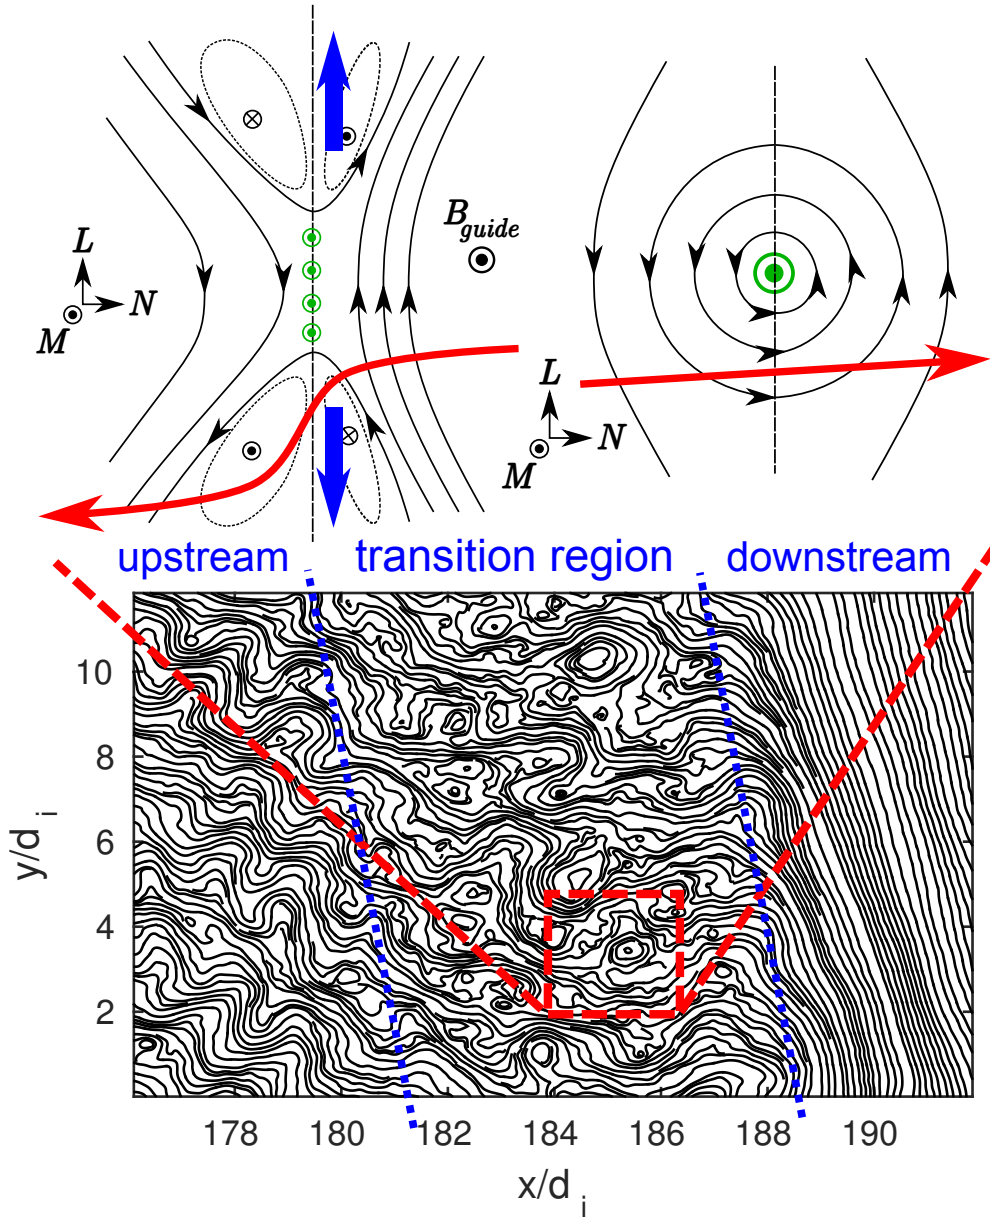 B_guide
L
N
M
L
N
M
upstream
transition region
downstream
10
8
6
4
2
y/d_i
178
180
182
184
186
188
190
x/d_i